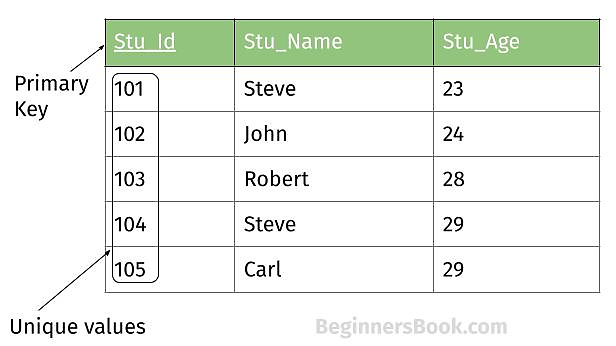 Stu_Id Stu_Name Stu_Age
Primary
Key
101 Steve 23
102 John 24
103 Robert 28
104 Steve 29
105 Carl 29
Unique values
BeginnersBook.com